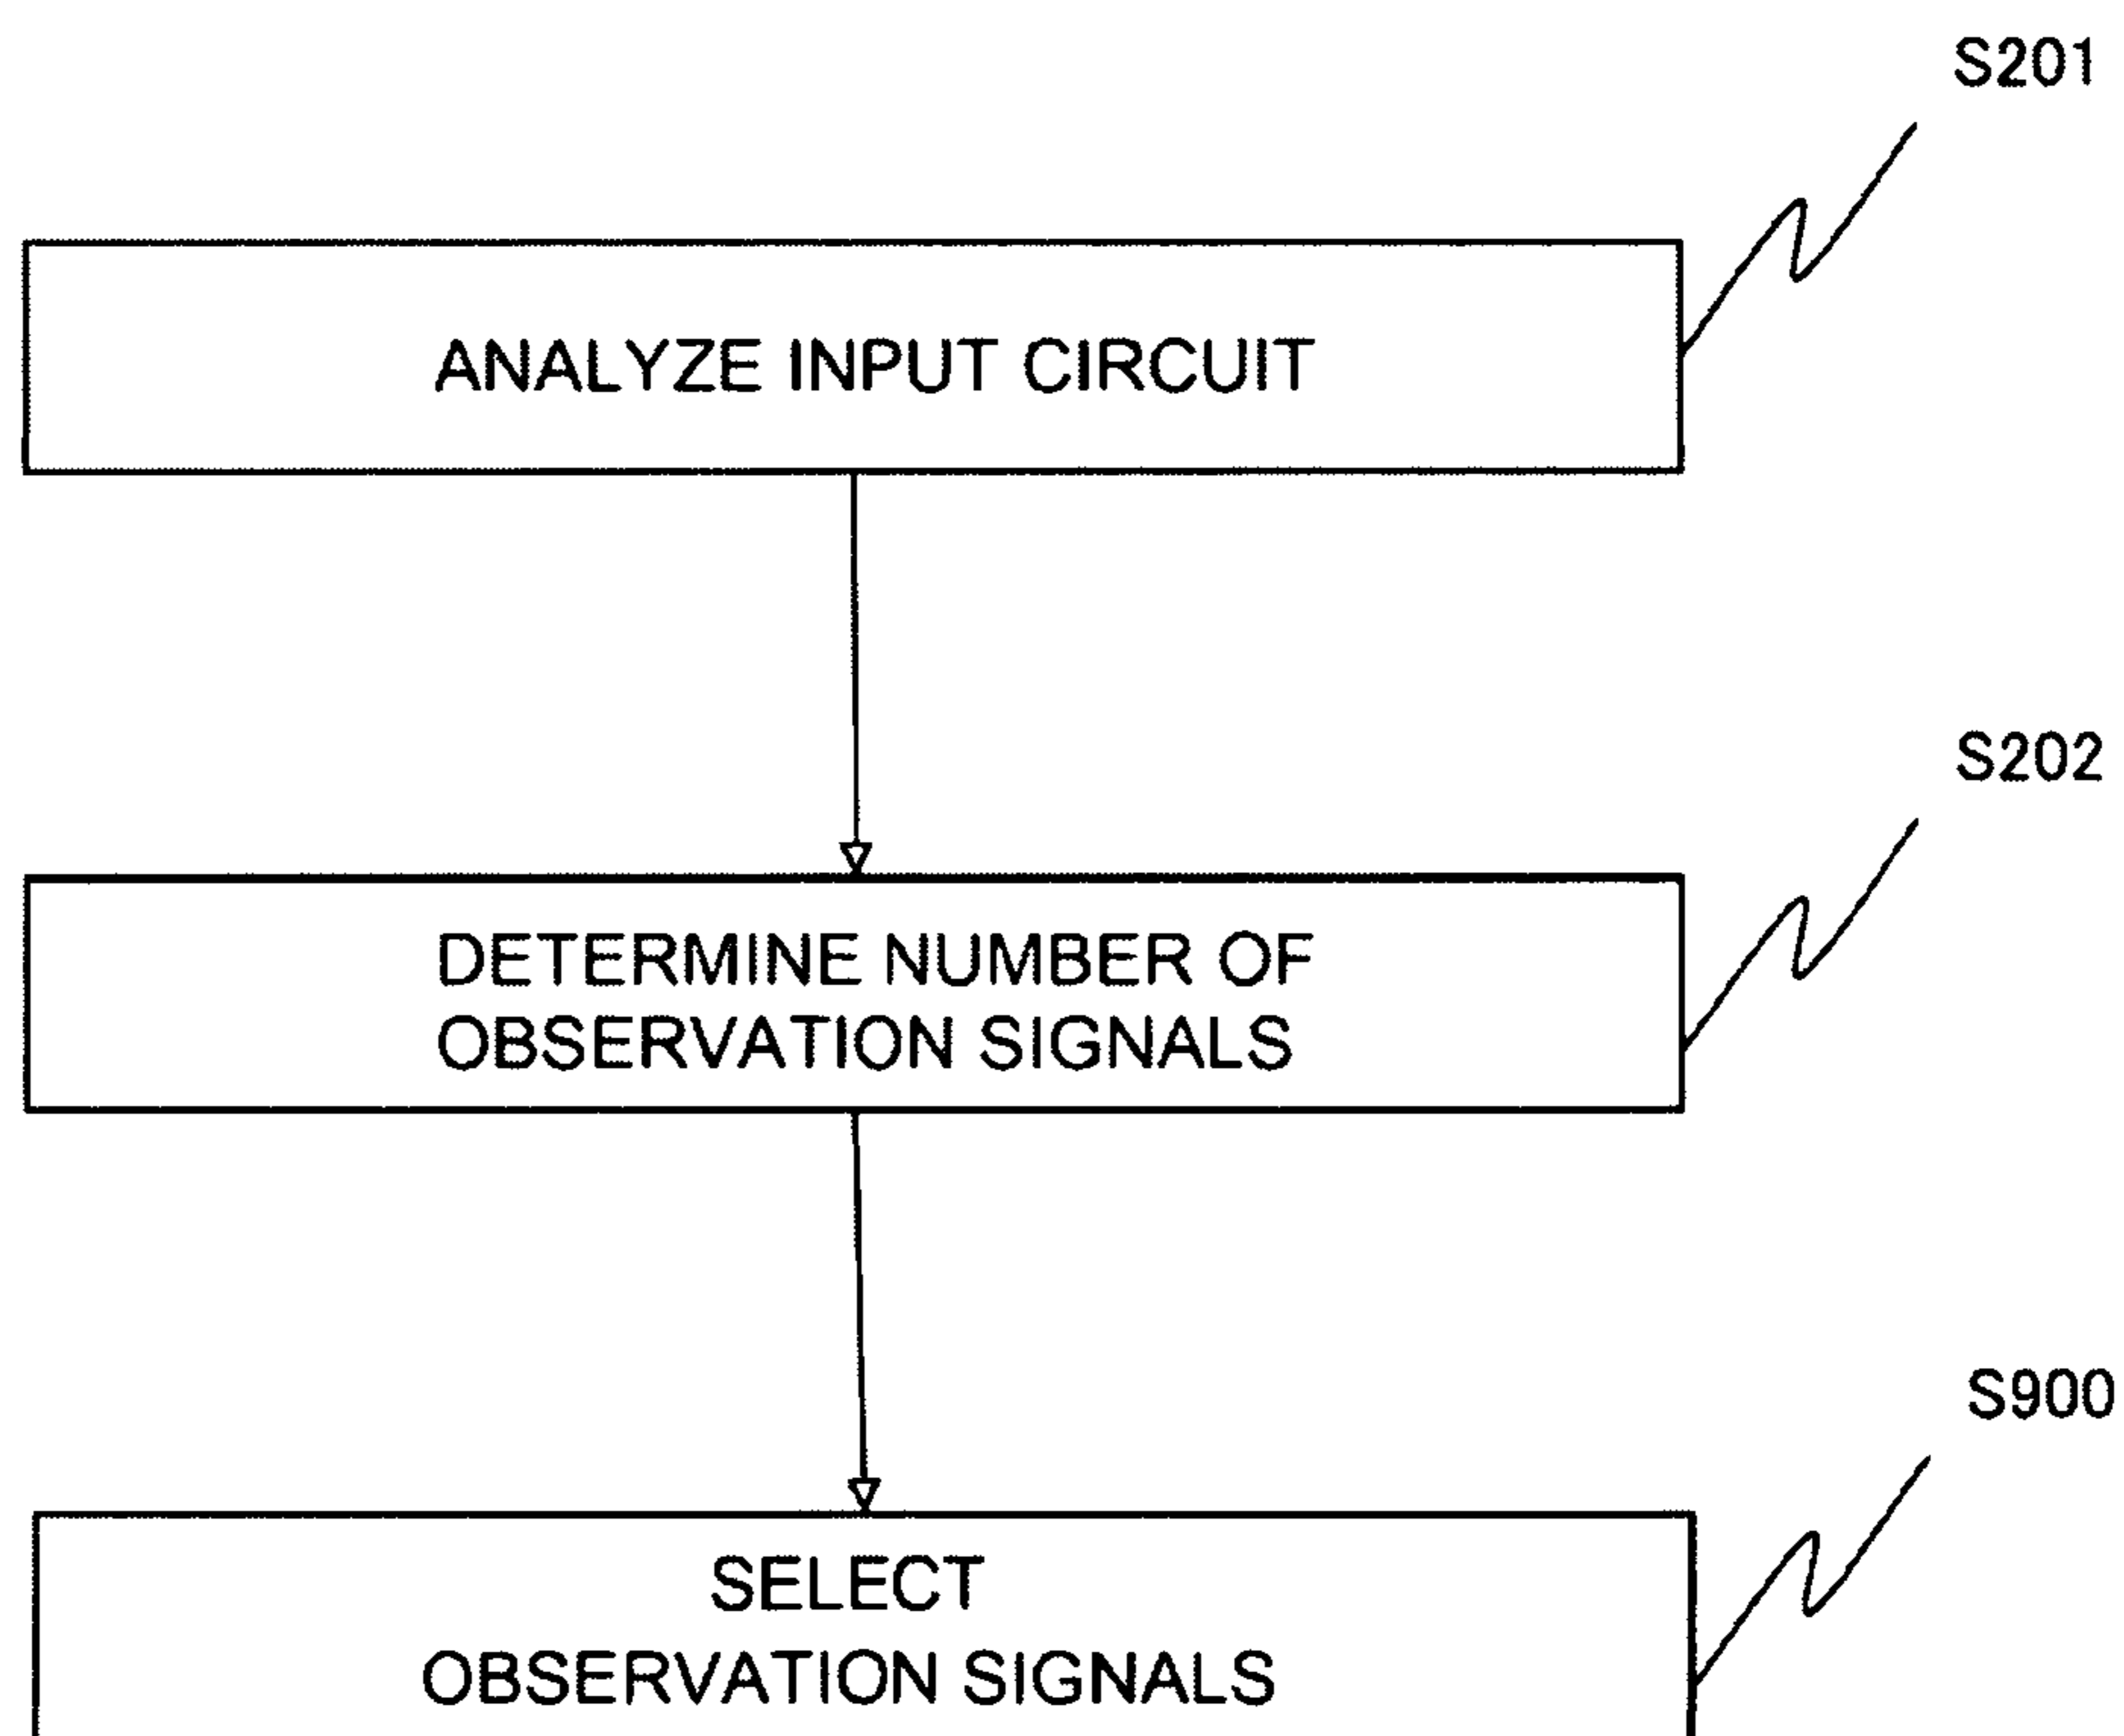 S201
ANALYZE INPUT CIRCUIT
S202
DETERMINE NUMBER OF
OBSERVATION SIGNALS
S900
SELECT
OBSERVATION SIGNALS